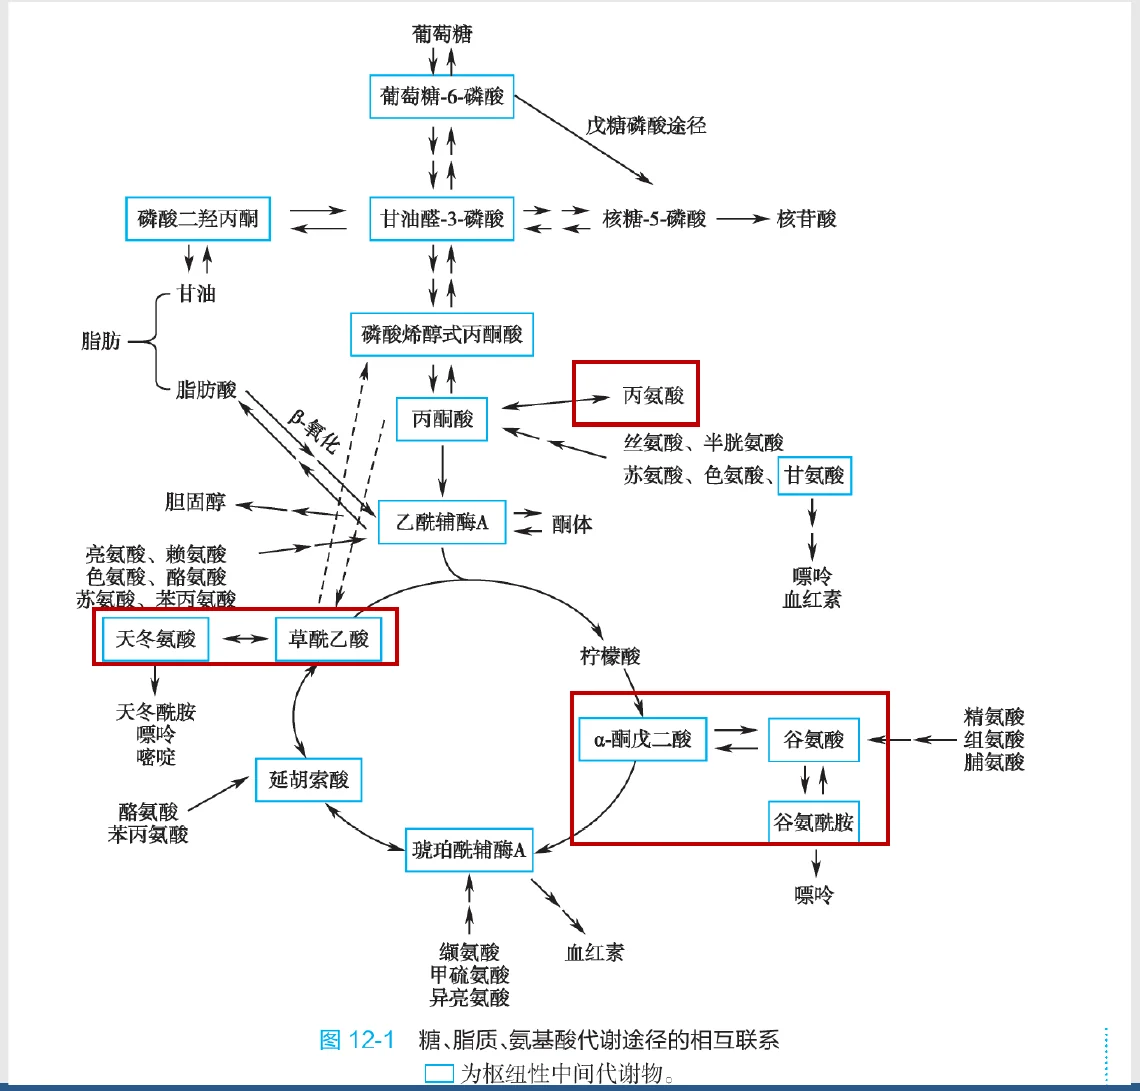 葡萄糖
葡萄糖-6-磷酸
戊糖磷酸途径
磷酸二羟丙酮
甘油醛-3-磷酸
核糖-5-磷酸
核苷酸
甘油
脂肪
磷酸烯醇式丙酮酸
脂肪酸
β-氧化
丙酮酸
丙氨酸
丝氨酸、半胱氨酸
苏氨酸、色氨酸、甘氨酸
胆固醇
乙酰辅酶A
酮体
亮氨酸、赖氨酸
色氨酸、酪氨酸
苏氨酸、苯丙氨酸
嘌呤
血红素
天冬氨酸
草酰乙酸
柠檬酸
天冬酰胺
嘌呤
嘧啶
α-酮戊二酸
谷氨酸
精氨酸
组氨酸
脯氨酸
延胡索酸
谷氨酰胺
酪氨酸
苯丙氨酸
琥珀酰辅酶A
嘌呤
缬氨酸
甲硫氨酸
异亮氨酸
血红素
图 12-1 糖、脂质、氨基酸代谢途径的相互联系
为枢纽性中间代谢物。